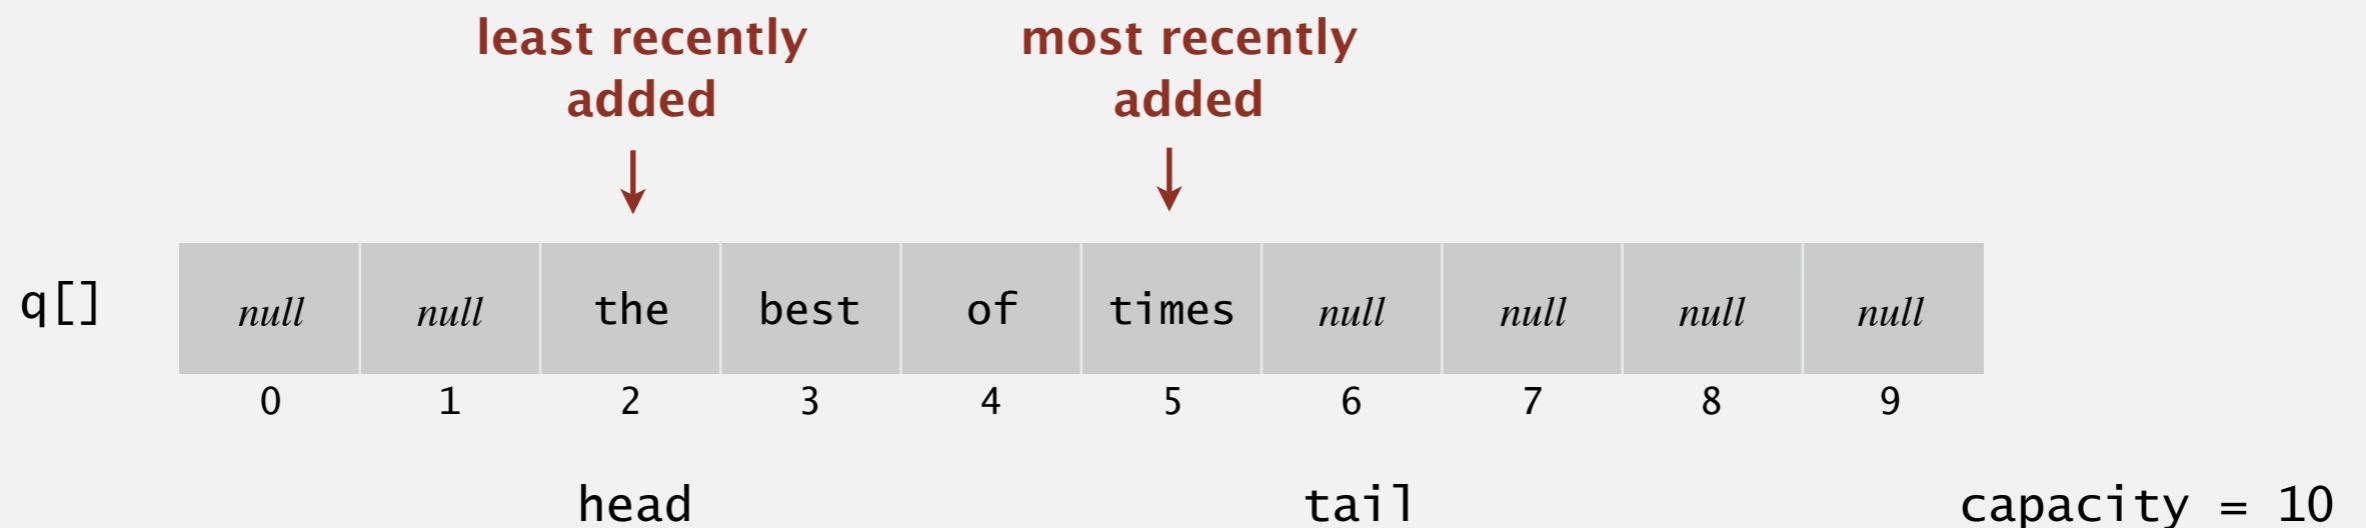 least recently added
most recently added
q[] null null the best of times null null null null
0 1 2 3 4 5 6 7 8 9
head tail capacity = 10